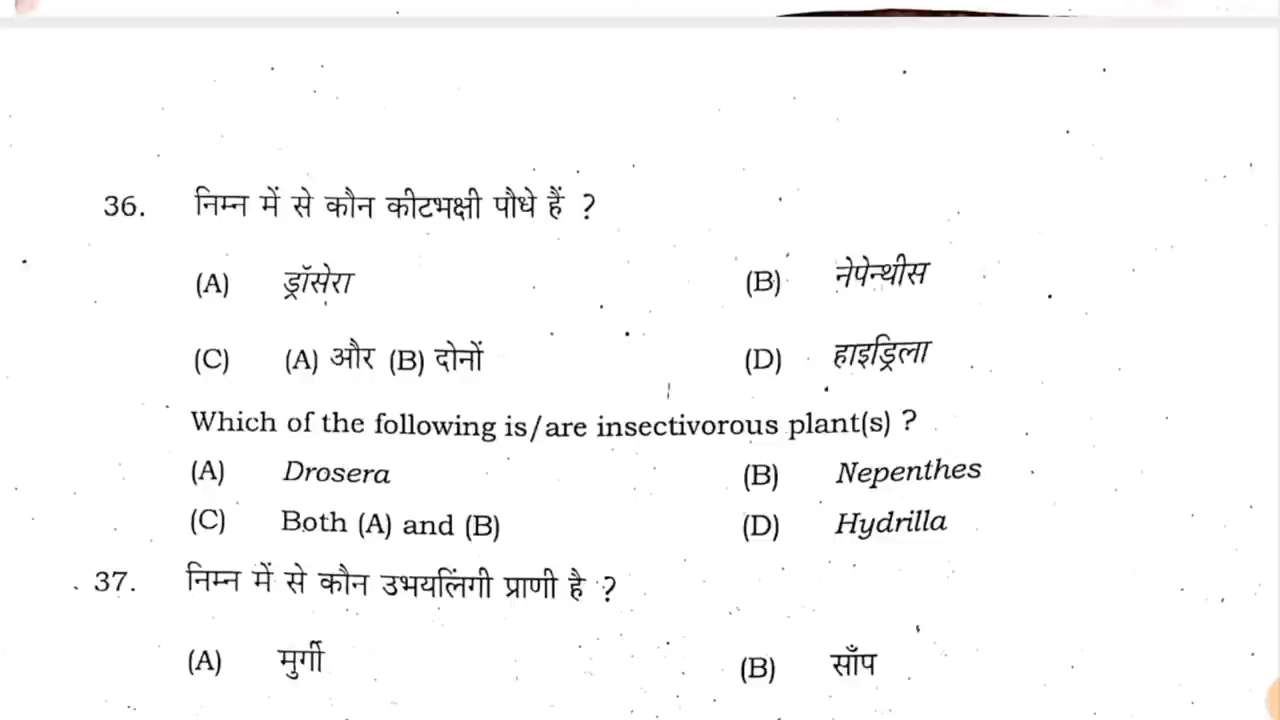 36. निम्न में से कौन कीटभक्षी पौधे हैं ?
(A) ड्रॉसेरा (B) नेपेन्थीस
(C) (A) और (B) दोनों (D) हाइड्रिला
Which of the following is/are insectivorous plant(s) ?
(A) Drosera (B) Nepenthes
(C) Both (A) and (B) (D) Hydrilla
37. निम्न में से कौन उभयलिंगी प्राणी है ?
(A) मुर्गी (B) साँप